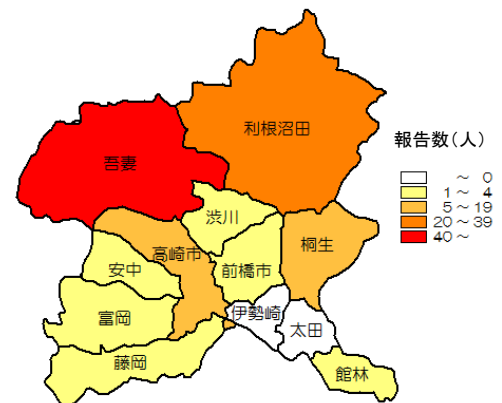 利根沼田
報告数(人)
吾妻
～ 0
1～ 4
5～19
20～39
40～
渋川
桐生
高崎市
前橋市
安中
伊勢崎
富岡
太田
藤岡
館林